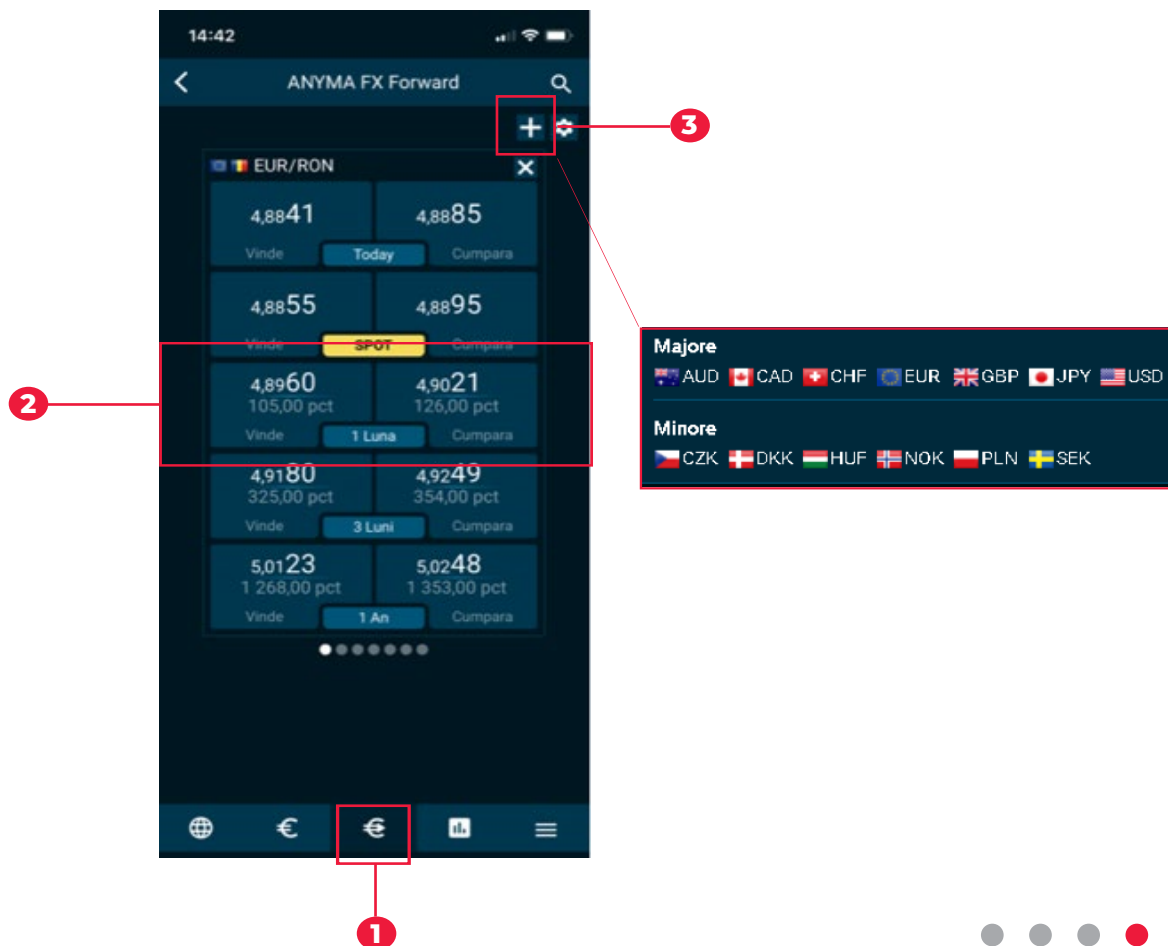 14:42
ANYMA FX Forward
3
EUR/RON
4,8841 4,8885
Vinde Today Cumpara
4,8855 4,8895
Vinde SPOT Cumpara
2
4,8960 4,9021
105,00 pct 126,00 pct
Vinde 1 Luna Cumpara
4,9180 4,9249
325,00 pct 354,00 pct
Vinde 3 Luni Cumpara
5,0123 5,0248
1 268,00 pct 1 353,00 pct
Vinde 1 An Cumpara
Majore
AUD CAD CHF EUR GBP JPY USD
Minore
CZK DKK HUF NOK PLN SEK
1